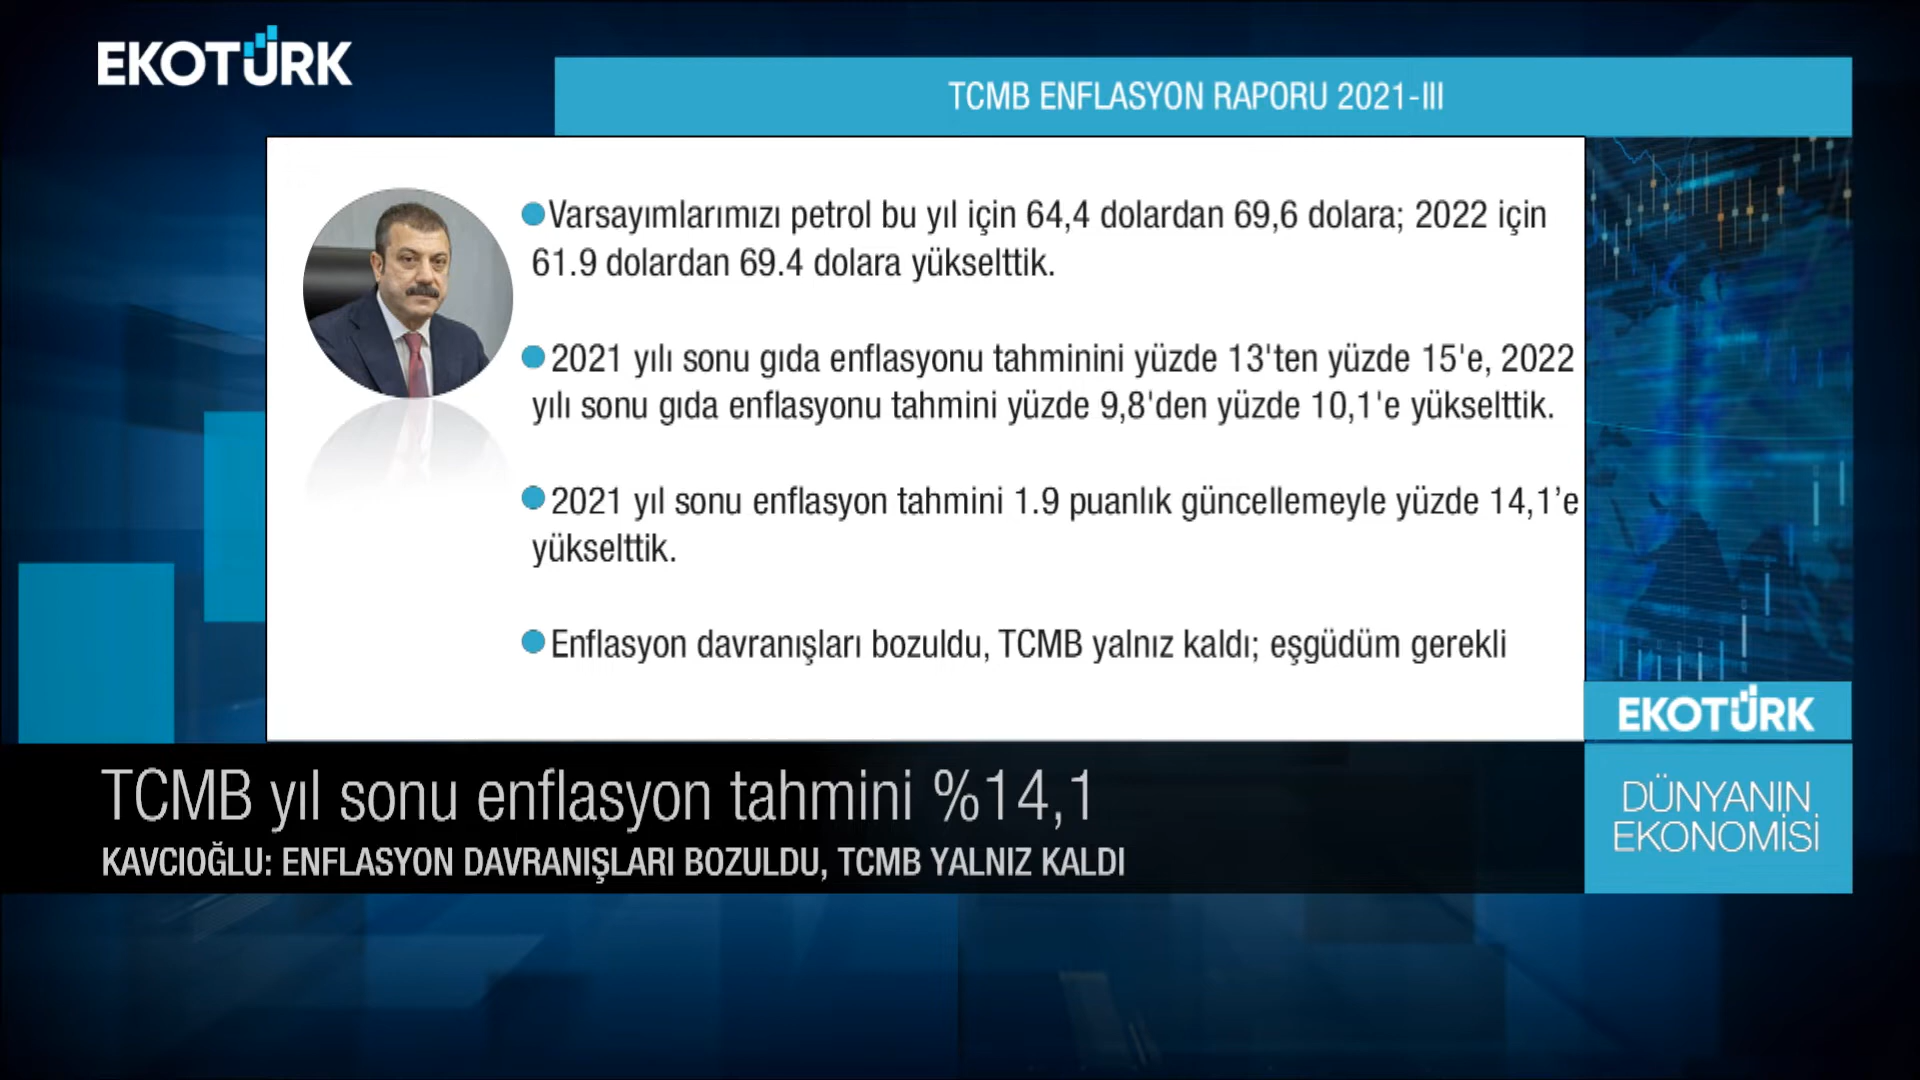 EKOTÜRK
TCMB ENFLASYON RAPORU 2021-III
Varsayımlarımızı petrol bu yıl için 64,4 dolardan 69,6 dolara; 2022 için
61.9 dolardan 69.4 dolara yükselttik.
2021 yılı sonu gıda enflasyonu tahminini yüzde 13'ten yüzde 15'e, 2022
yılı sonu gıda enflasyonu tahmini yüzde 9,8'den yüzde 10,1'e yükselttik.
2021 yıl sonu enflasyon tahmini 1.9 puanlık güncellemeyle yüzde 14,1’e
yükselttik.
Enflasyon davranışları bozuldu, TCMB yalnız kaldı; eşgüdüm gerekli
EKOTÜRK
TCMB yıl sonu enflasyon tahmini %14,1
KAVCIOĞLU: ENFLASYON DAVRANIŞLARI BOZULDU, TCMB YALNIZ KALDI
DÜNYANIN
EKONOMİSİ